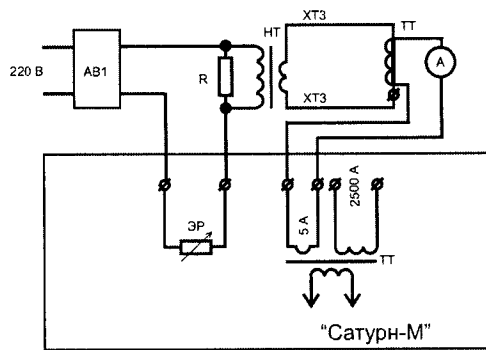 ХТ3
ТТ
НТ
220 В
АВ1
R
А
ХТ3
ЭР
5 А
2500 А
ТТ
"Сатурн-М"